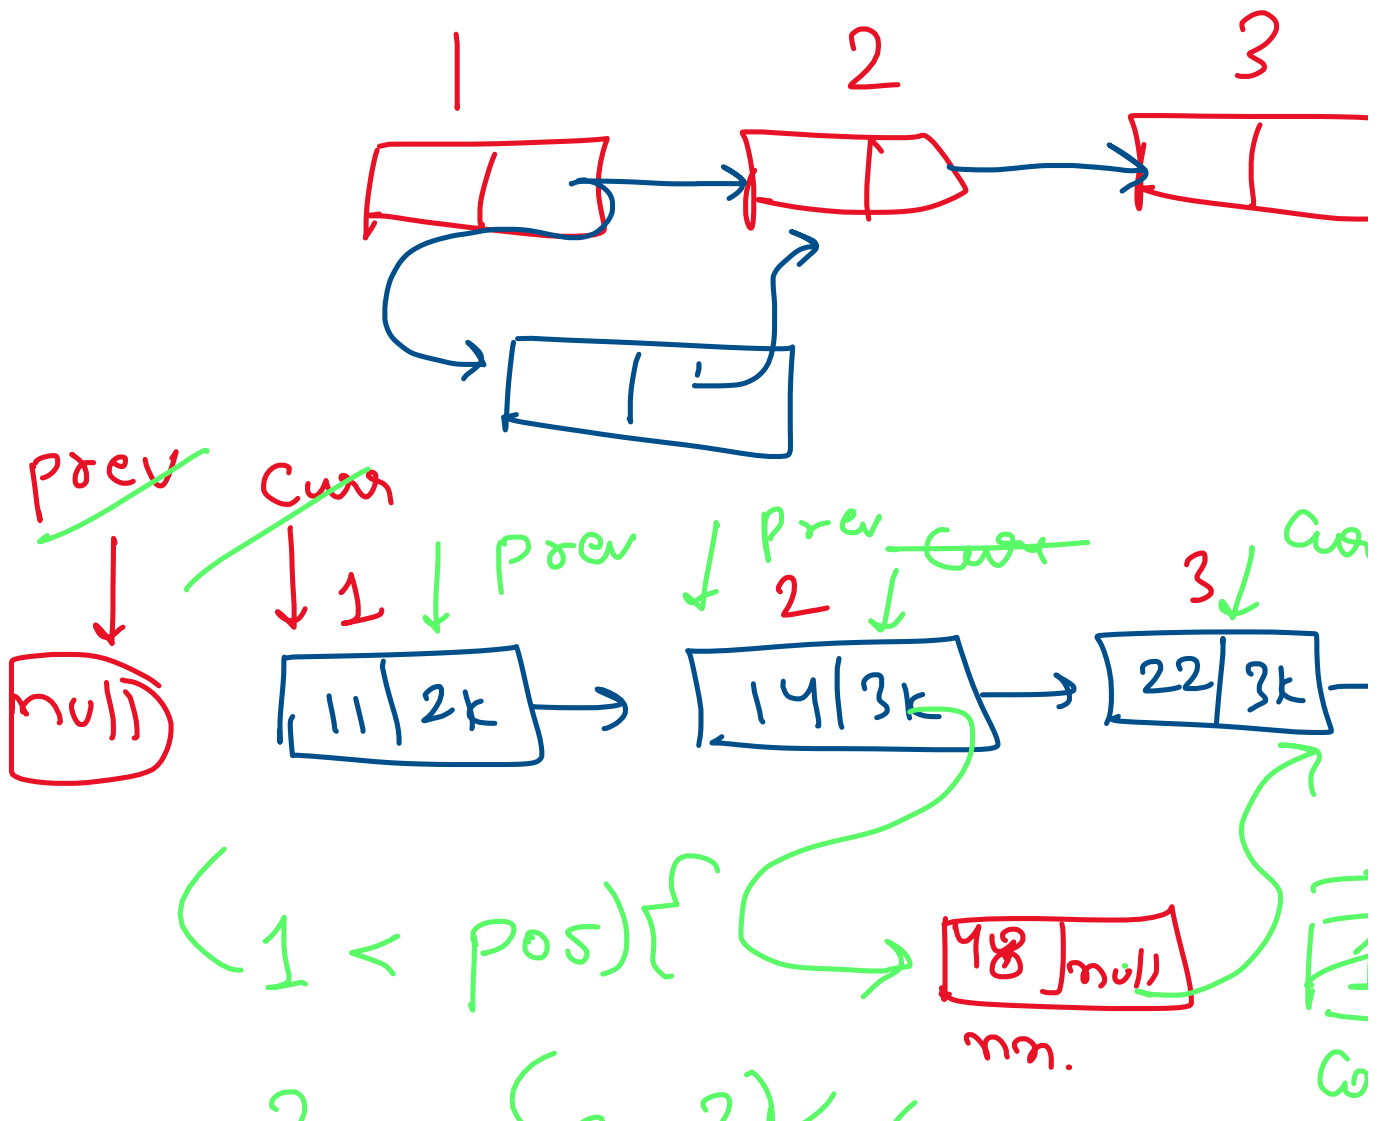 1 2 3
prev curr prev prev curr
1 2 3
null 11 2k 14 3k 22 3k
(1 < pos){
48 null
nn.